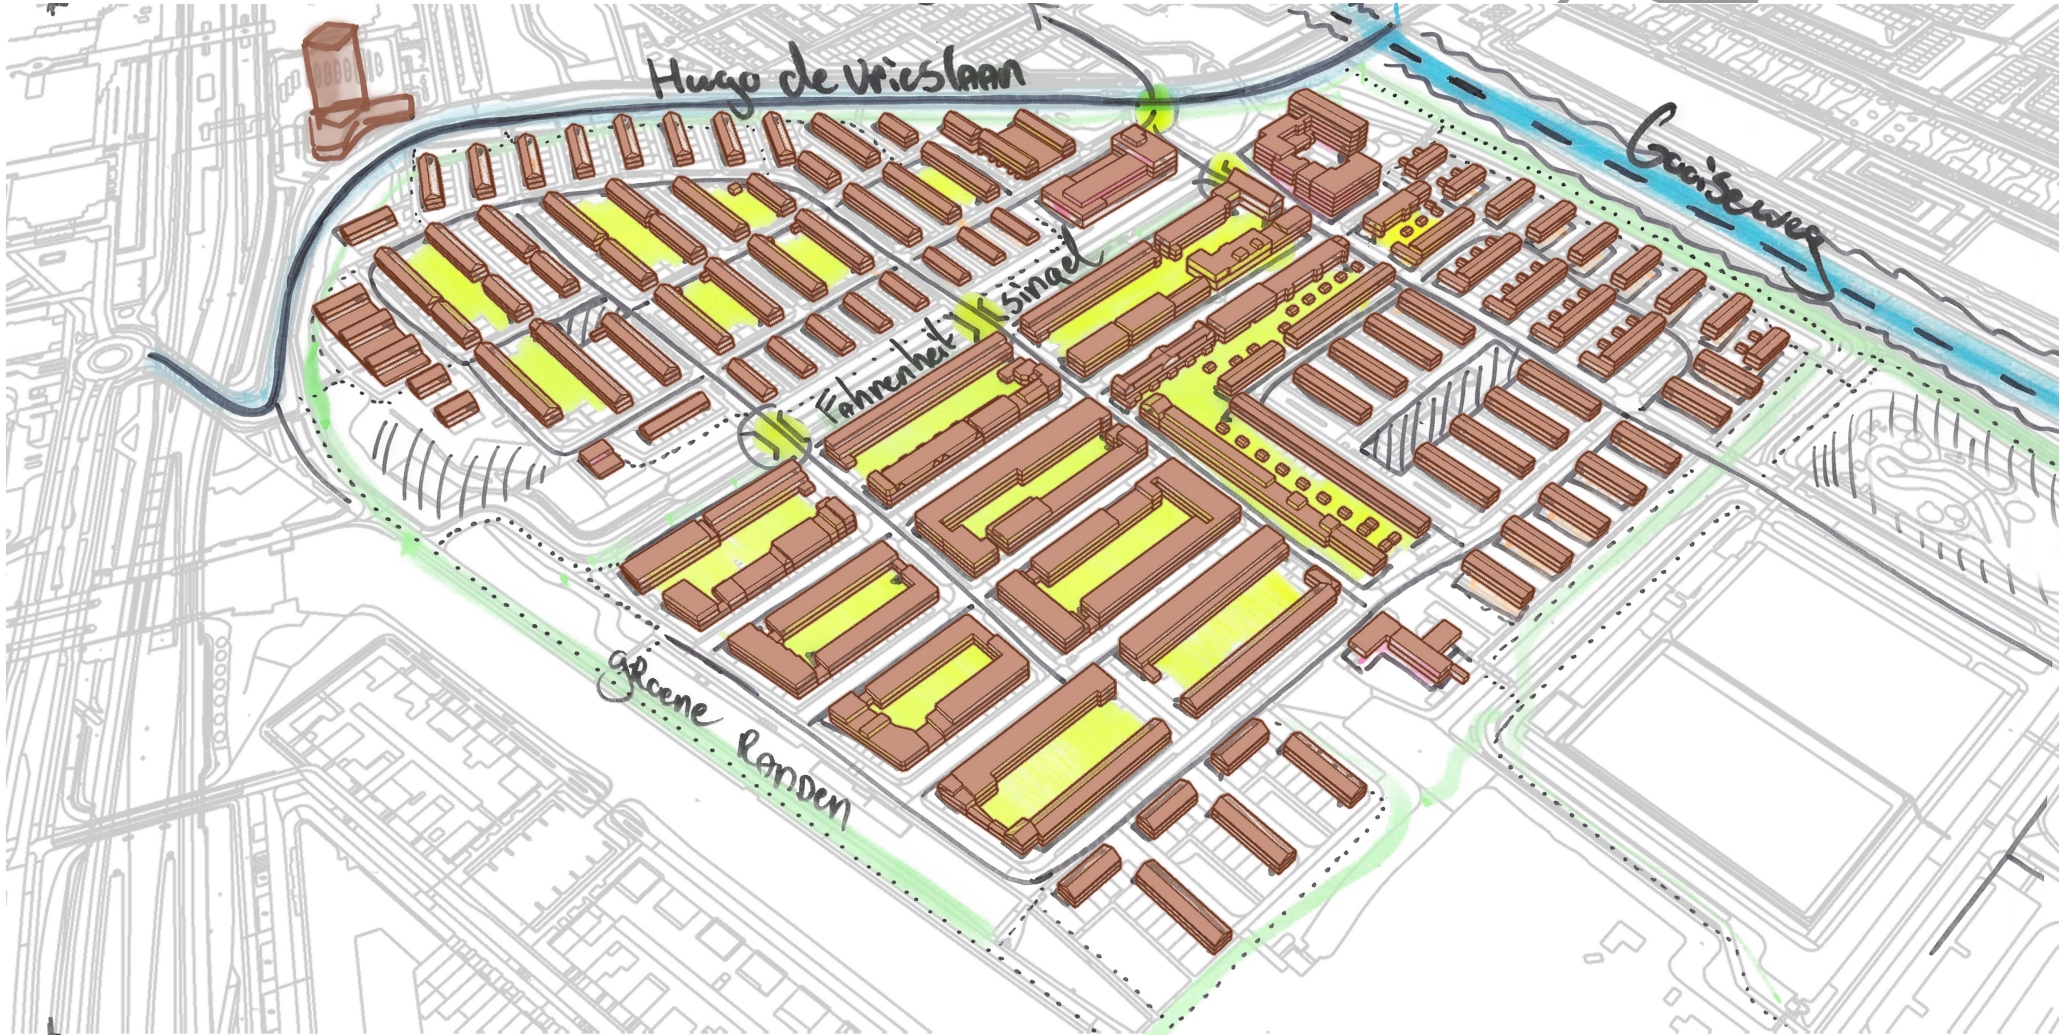 Hugo de Vrieslaan
Gooiseweg
Fahrenheitsingel
groene Randen